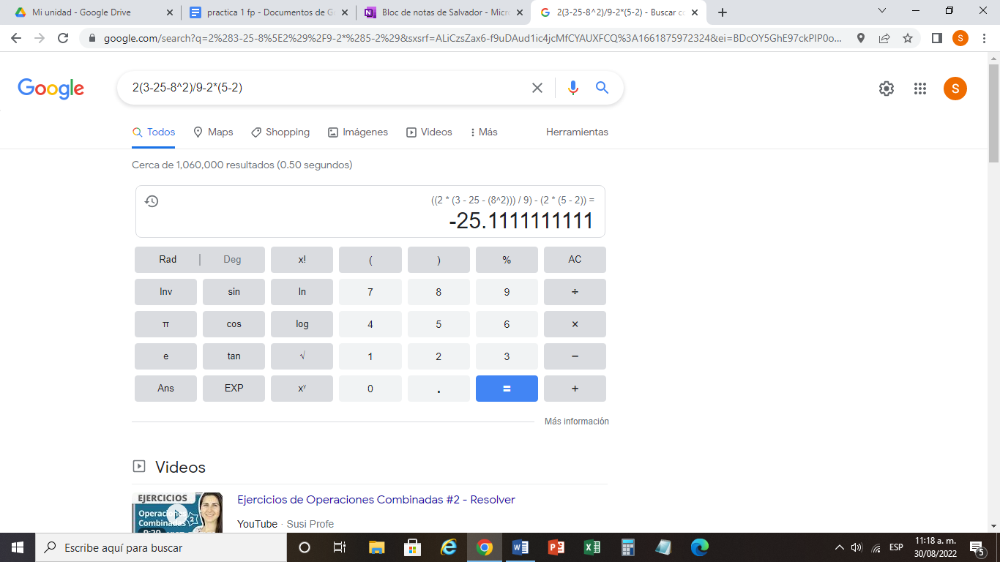 Mi unidad - Google Drive
practica 1 fp - Documentos de G
Bloc de notas de Salvador - Micr
2(3-25-8^2)/9-2*(5-2) - Buscar c
google.com/search?q=2%283-25-8%5E2%29%2F9-2*%285-2%29&sxsrf=ALiCzsZax6-f9uDAud1ic4jcMfCYAUXFCQ%3A1661875972324&ei=BDcOY5GhE97ckPIP0o...
S
Google
2(3-25-8^2)/9-2*(5-2)
S
Todos Maps Shopping Imágenes Videos Más Herramientas
Cerca de 1,060,000 resultados (0.50 segundos)
((2 * (3 - 25 - (8^2))) / 9) - (2 * (5 - 2)) =
-25.1111111111
Rad | Deg x! ( ) % AC
Inv sin ln 7 8 9 ÷
π cos log 4 5 6 ×
e tan √ 1 2 3 −
Ans EXP xʸ 0 . = +
Más información
Videos
EJERCICIOS
Operaciones
Combinadas 2
Ejercicios de Operaciones Combinadas #2 - Resolver
YouTube · Susi Profe
Escribe aquí para buscar
ESP
11:18 a. m.
30/08/2022
5